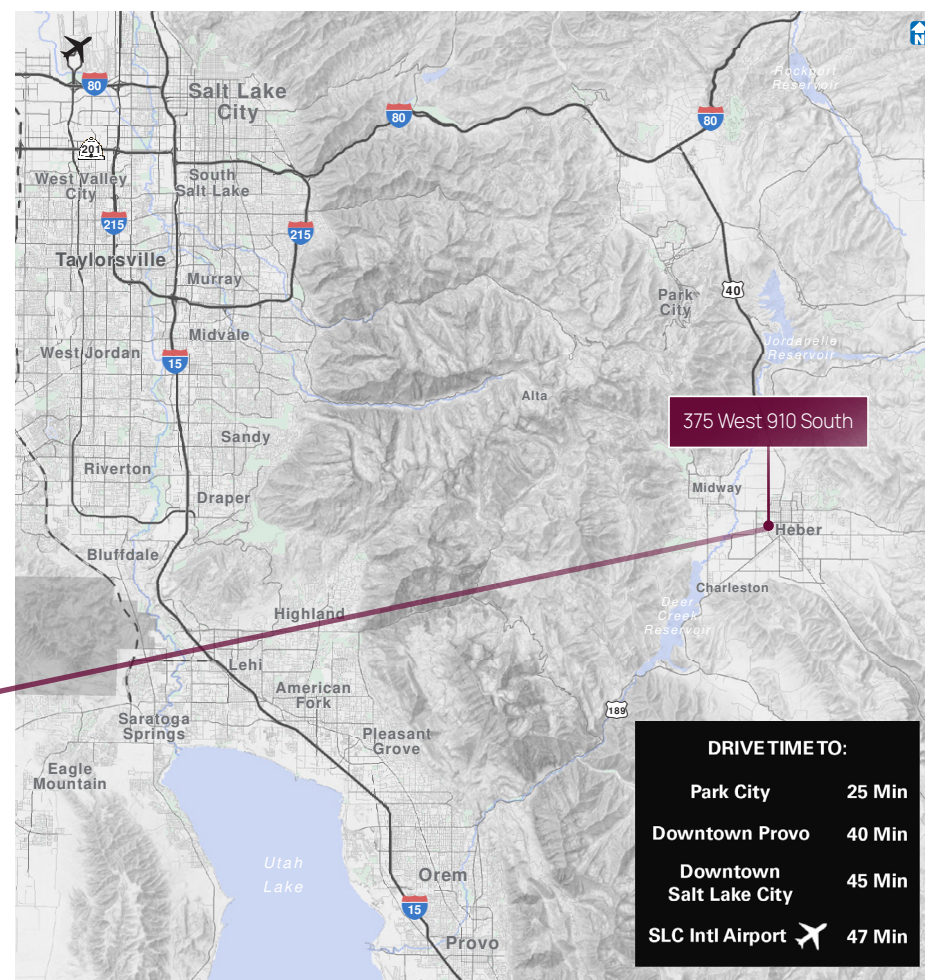 N
Rockport
Reservoir
80
Salt Lake
City
80
80
201
West Valley
City
South
Salt Lake
215
215
Taylorsville
Murray
40
Park
City
Midvale
Jordanelle
Reservoir
West Jordan
15
Alta
375 West 910 South
Sandy
Riverton
Midway
Draper
Heber
Bluffdale
Charleston
Deer
Creek
Reservoir
Highland
Lehi
American
Fork
189
Saratoga
Springs
Pleasant
Grove
Eagle
Mountain
Utah
Lake
Orem
15
Provo
DRIVE TIME TO:
Park City 25 Min
Downtown Provo 40 Min
Downtown
Salt Lake City 45 Min
SLC Intl Airport 47 Min